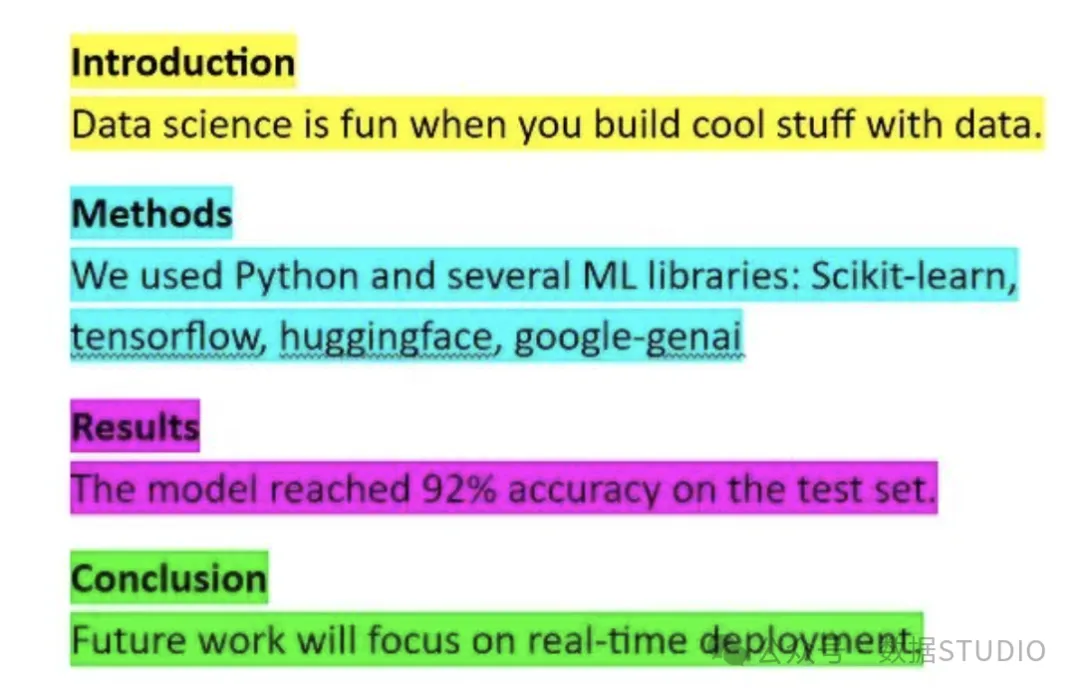 Introduction
Data science is fun when you build cool stuff with data.
Methods
We used Python and several ML libraries: Scikit-learn,
tensorflow, huggingface, google-genai
Results
The model reached 92% accuracy on the test set.
Conclusion
Future work will focus on real-time deployment.
公众号 · 数据STUDIO